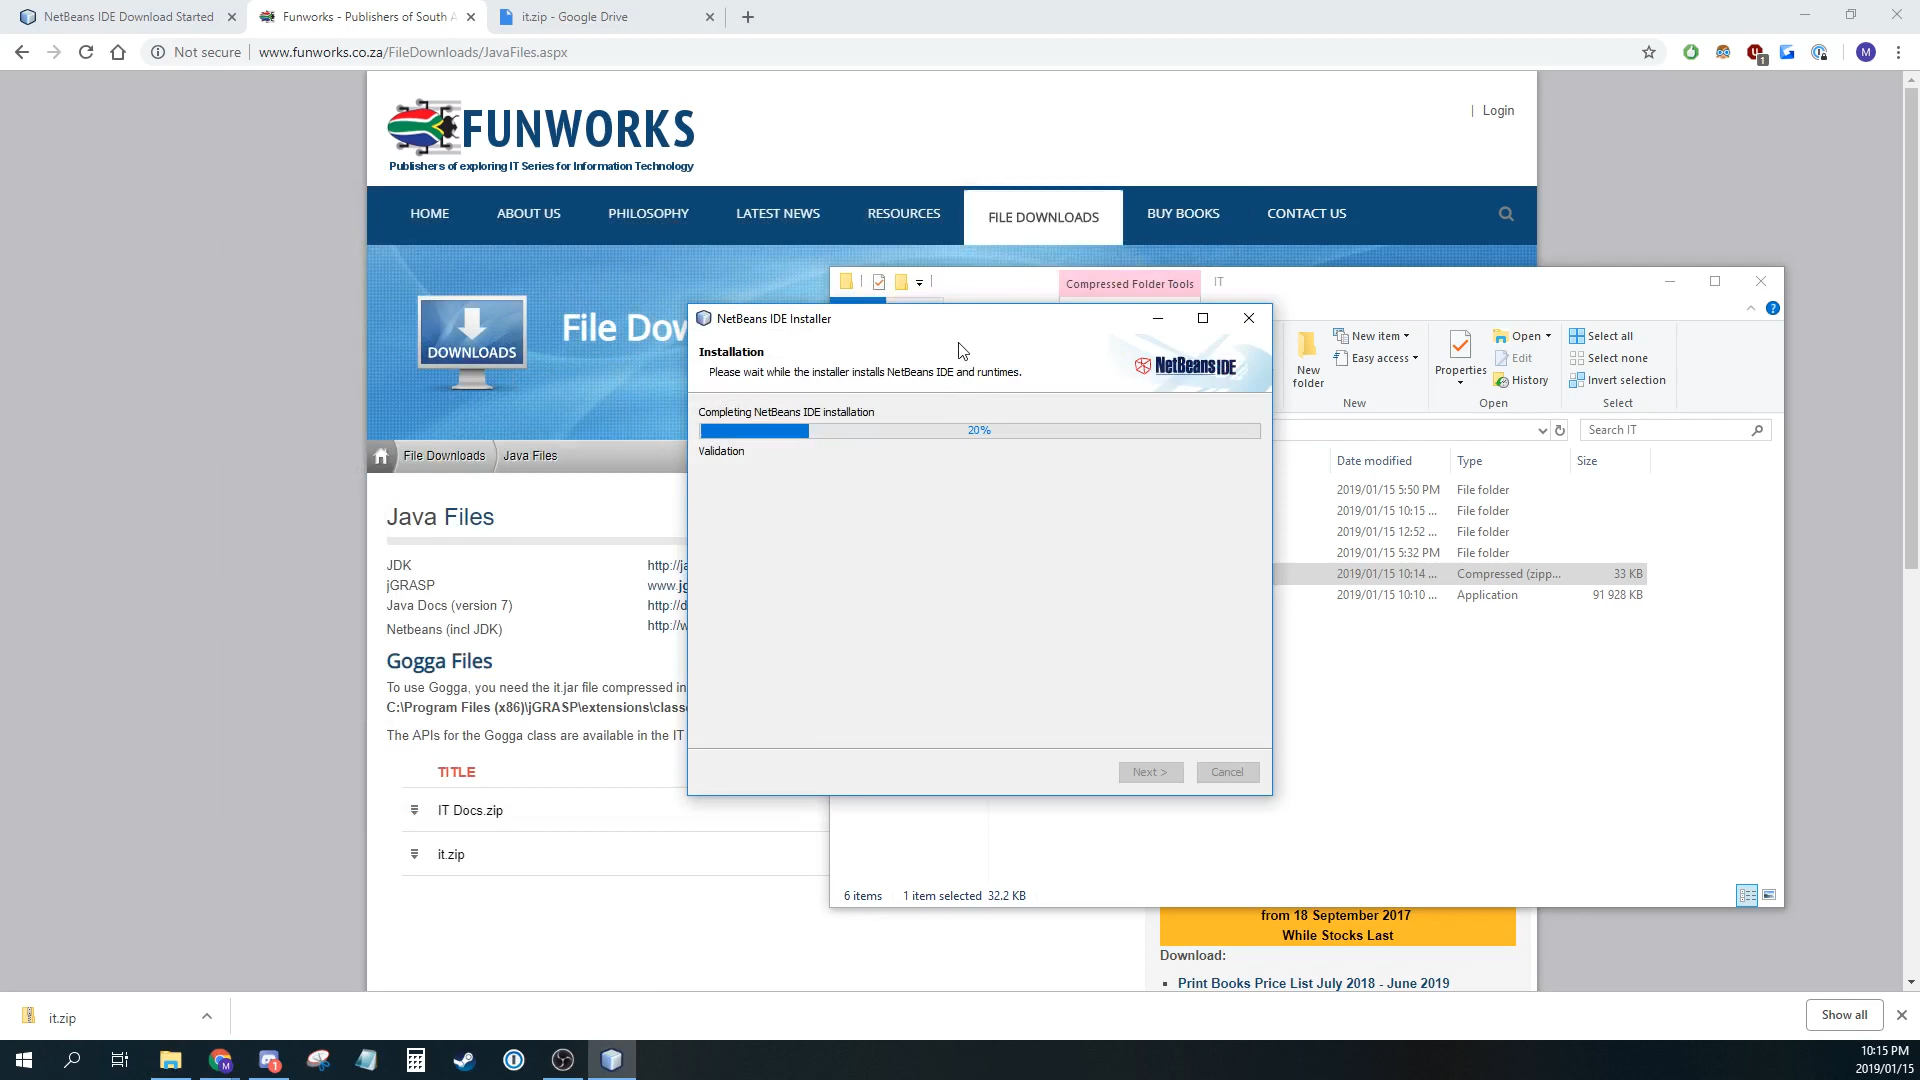 NetBeans IDE Download Started
Funworks - Publishers of South A
it.zip - Google Drive
Not secure
www.funworks.co.za/FileDownloads/JavaFiles.aspx
1
M
FUNWORKS
Publishers of exploring IT Series for Information Technology
| Login
HOME
ABOUT US
PHILOSOPHY
LATEST NEWS
RESOURCES
FILE DOWNLOADS
BUY BOOKS
CONTACT US
DOWNLOADS
File Dow
File Downloads
Java Files
Java Files
JDK
http://ja
jGRASP
www.jg
Java Docs (version 7)
http://d
Netbeans (incl JDK)
http://w
Gogga Files
To use Gogga, you need the it.jar file compressed in
C:\Program Files (x86)\jGRASP\extensions\classe
The APIs for the Gogga class are available in the IT
TITLE
IT Docs.zip
it.zip
Compressed Folder Tools
IT
New folder
New item
Easy access
New
Properties
Open
Edit
History
Open
Select all
Select none
Invert selection
Select
Search IT
Date modified
Type
Size
2019/01/15 5:50 PM
File folder
2019/01/15 10:15 ...
File folder
2019/01/15 12:52 ...
File folder
2019/01/15 5:32 PM
File folder
2019/01/15 10:14 ...
Compressed (zipp...
33 KB
2019/01/15 10:10 ...
Application
91 928 KB
6 items
1 item selected 32.2 KB
NetBeans IDE Installer
Installation
Please wait while the installer installs NetBeans IDE and runtimes.
NetBeans IDE
Completing NetBeans IDE installation
20%
Validation
Next >
Cancel
from 18 September 2017
While Stocks Last
Download:
Print Books Price List July 2018 - June 2019
it.zip
Show all
M
1
10:15 PM
2019/01/15